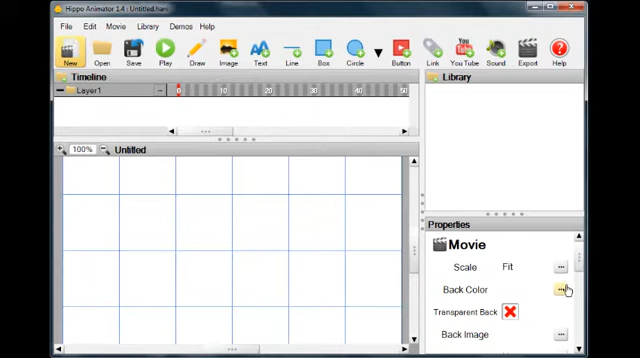 Hippo Animator 1.4 : Untitled.hani
File Edit Movie Library Demos Help
New Open Save Play Draw Image Text Line Box Circle Button Link You Tube Sound Export Help
Timeline
Layer1 0 10 20 30 40 50
100% Untitled
Library
Properties
Movie
Scale Fit ...
Back Color ...
Transparent Back
Back Image ...